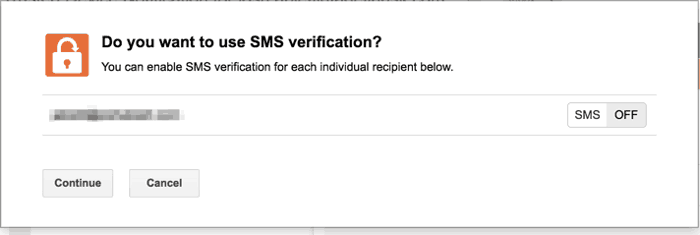 Do you want to use SMS verification?
You can enable SMS verification for each individual recipient below.
SMS OFF
Continue Cancel